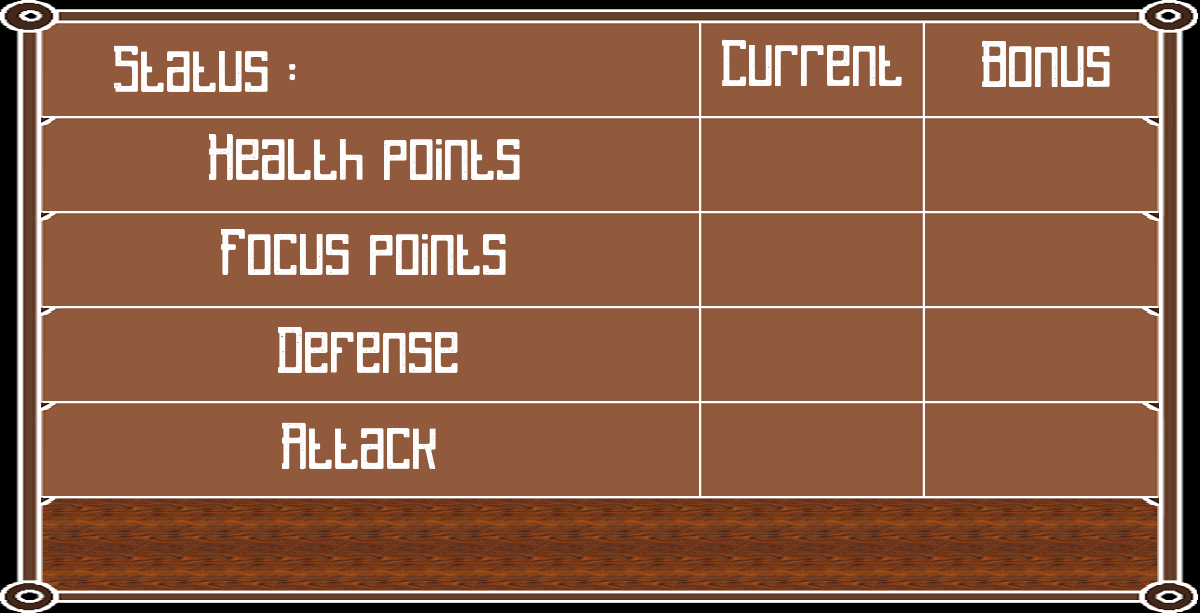 Status : Current Bonus
Health points
Focus points
Defense
Attack